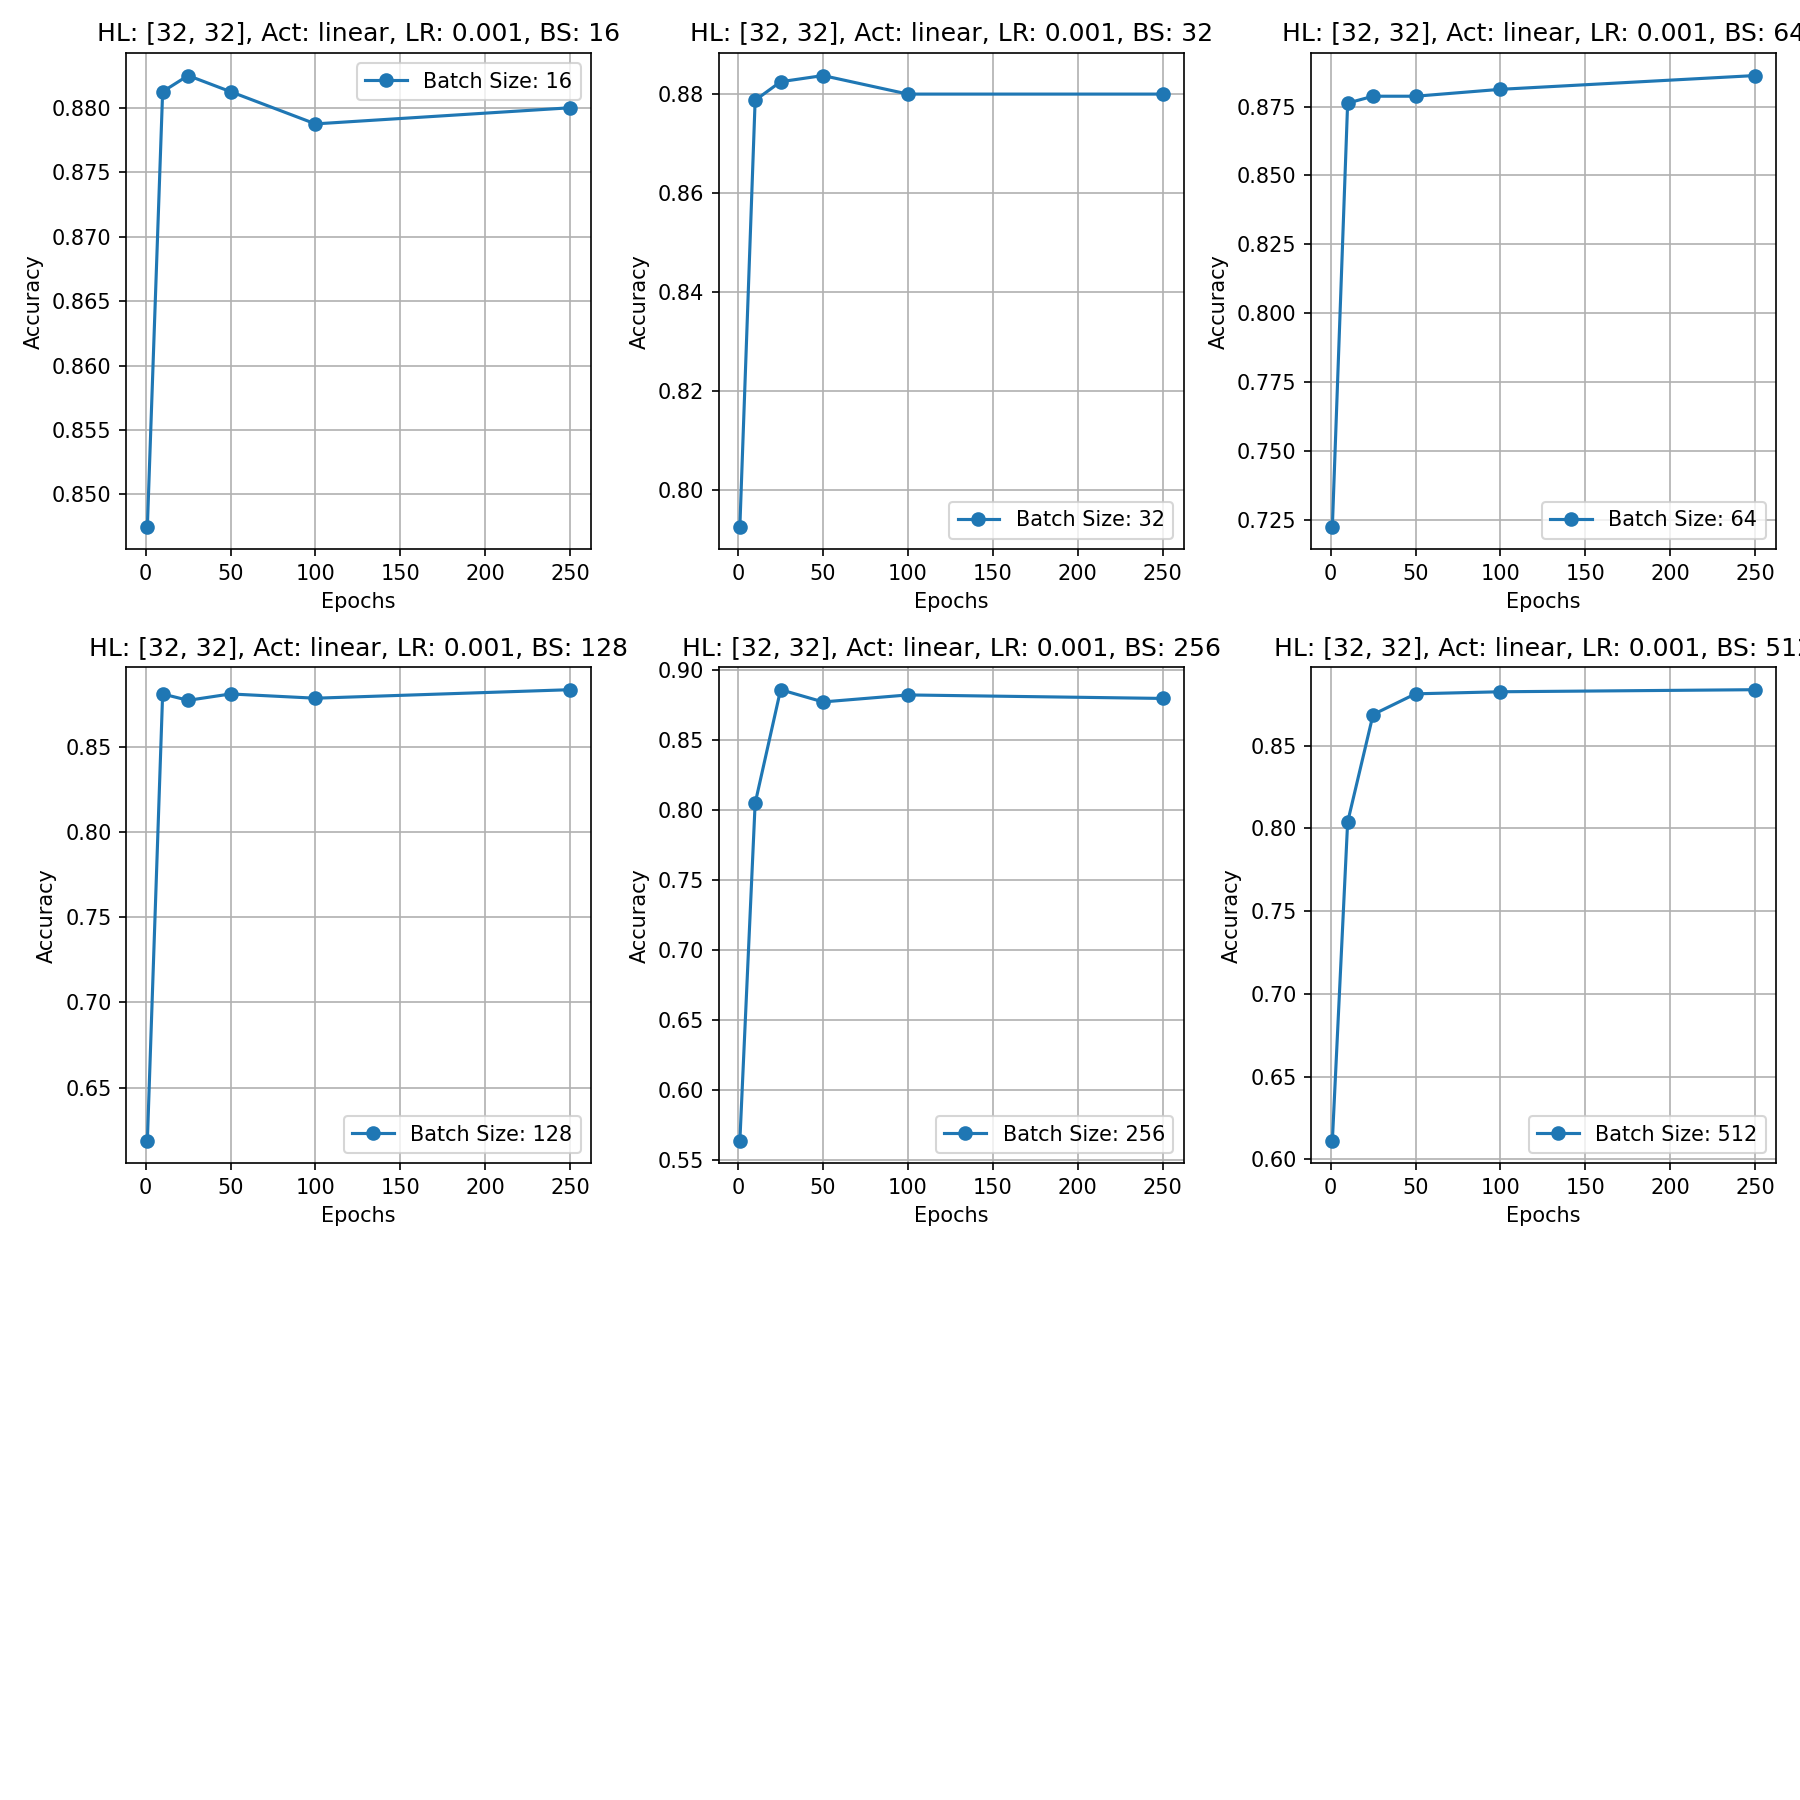 HL: [32, 32], Act: linear, LR: 0.001, BS: 16
Batch Size: 16
0.880
0.875
0.870
0.865
0.860
0.855
0.850
Accuracy
0 50 100 150 200 250
Epochs
HL: [32, 32], Act: linear, LR: 0.001, BS: 32
0.88
0.86
0.84
0.82
0.80
Accuracy
Batch Size: 32
0 50 100 150 200 250
Epochs
HL: [32, 32], Act: linear, LR: 0.001, BS: 64
0.875
0.850
0.825
0.800
0.775
0.750
0.725
Accuracy
Batch Size: 64
0 50 100 150 200 250
Epochs
HL: [32, 32], Act: linear, LR: 0.001, BS: 128
0.85
0.80
0.75
0.70
0.65
Accuracy
Batch Size: 128
0 50 100 150 200 250
Epochs
HL: [32, 32], Act: linear, LR: 0.001, BS: 256
0.90
0.85
0.80
0.75
0.70
0.65
0.60
0.55
Accuracy
Batch Size: 256
0 50 100 150 200 250
Epochs
HL: [32, 32], Act: linear, LR: 0.001, BS: 512
0.85
0.80
0.75
0.70
0.65
0.60
Accuracy
Batch Size: 512
0 50 100 150 200 250
Epochs